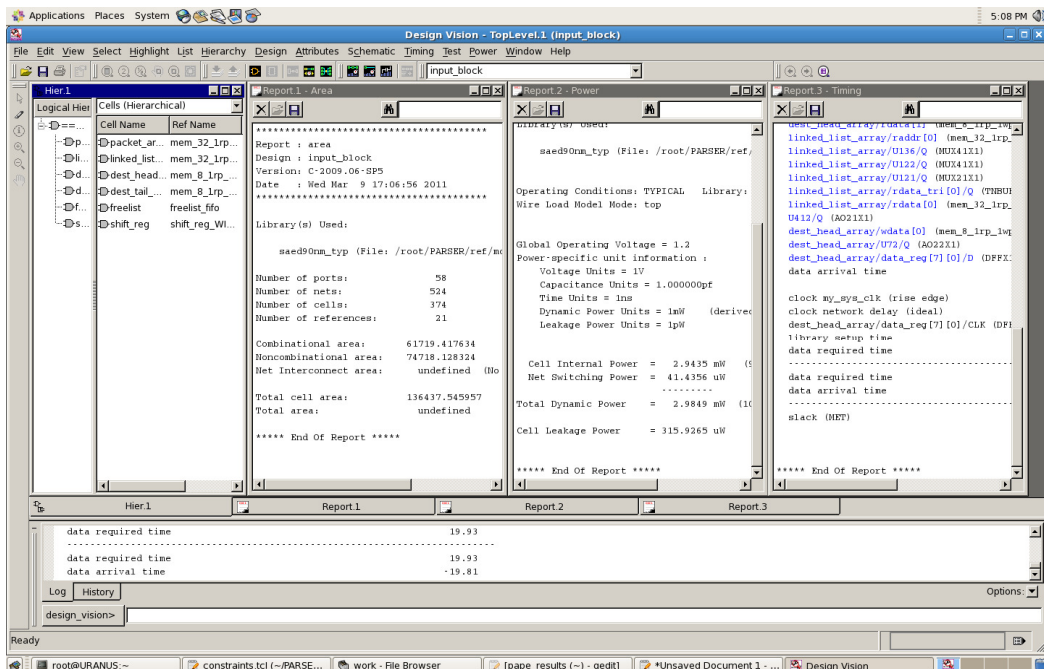 Applications Places System 5:08 PM
Design Vision - TopLevel.1 (input_block)
File Edit View Select Highlight List Hierarchy Design Attributes Schematic Timing Test Power Window Help
input_block
Hier.1
Logical Hier
Cells (Hierarchical)
Cell Name Ref Name
packet_ar... mem_32_1rp...
linked_list... mem_32_1rp...
dest_head... mem_8_1rp_...
dest_tail_... mem_8_1rp_...
freelist freelist_fifo
shift_reg shift_reg_WI...
==...
p...
li...
d...
d...
f...
s...
Report.1 - Area
****************************************
Report : area
Design : input_block
Version: C-2009.06-SP5
Date : Wed Mar 9 17:06:56 2011
****************************************
Library(s) Used:
saed90nm_typ (File: /root/PARSER/ref/mo
Number of ports: 58
Number of nets: 524
Number of cells: 374
Number of references: 21
Combinational area: 61719.417634
Noncombinational area: 74718.128324
Net Interconnect area: undefined (No
Total cell area: 136437.545957
Total area: undefined
***** End Of Report *****
Report.2 - Power
Library(s) Used:
saed90nm_typ (File: /root/PARSER/ref/
Operating Conditions: TYPICAL Library:
Wire Load Model Mode: top
Global Operating Voltage = 1.2
Power-specific unit information :
Voltage Units = 1V
Capacitance Units = 1.000000pf
Time Units = 1ns
Dynamic Power Units = 1mW (derived
Leakage Power Units = 1pW
Cell Internal Power = 2.9435 mW (9
Net Switching Power = 41.4356 uW
---------
Total Dynamic Power = 2.9849 mW (10
Cell Leakage Power = 315.9265 uW
***** End Of Report *****
Report.3 - Timing
dest_head_array/rdata[1] (mem_8_1rp_1wp
linked_list_array/raddr[0] (mem_32_1rp_
linked_list_array/U136/Q (MUX41X1)
linked_list_array/U122/Q (MUX41X1)
linked_list_array/U121/Q (MUX21X1)
linked_list_array/rdata_tri[0]/Q (TNBUF
linked_list_array/rdata[0] (mem_32_1rp_
U412/Q (AO21X1)
dest_head_array/wdata[0] (mem_8_1rp_1wp
dest_head_array/U72/Q (AO22X1)
dest_head_array/data_reg[7][0]/D (DFFX1
data arrival time
clock my_sys_clk (rise edge)
clock network delay (ideal)
dest_head_array/data_reg[7][0]/CLK (DFF
library setup time
data required time
data required time
data arrival time
slack (MET)
***** End Of Report *****
Hier.1 Report.1 Report.2 Report.3
data required time 19.93
data required time 19.93
data arrival time -19.81
Log History Options:
design_vision>
Ready
root@URANUS:~ constraints.tcl (~/PARSE... work - File Browser [pape_results (~) - gedit] *Unsaved Document 1 - ... Design Vision